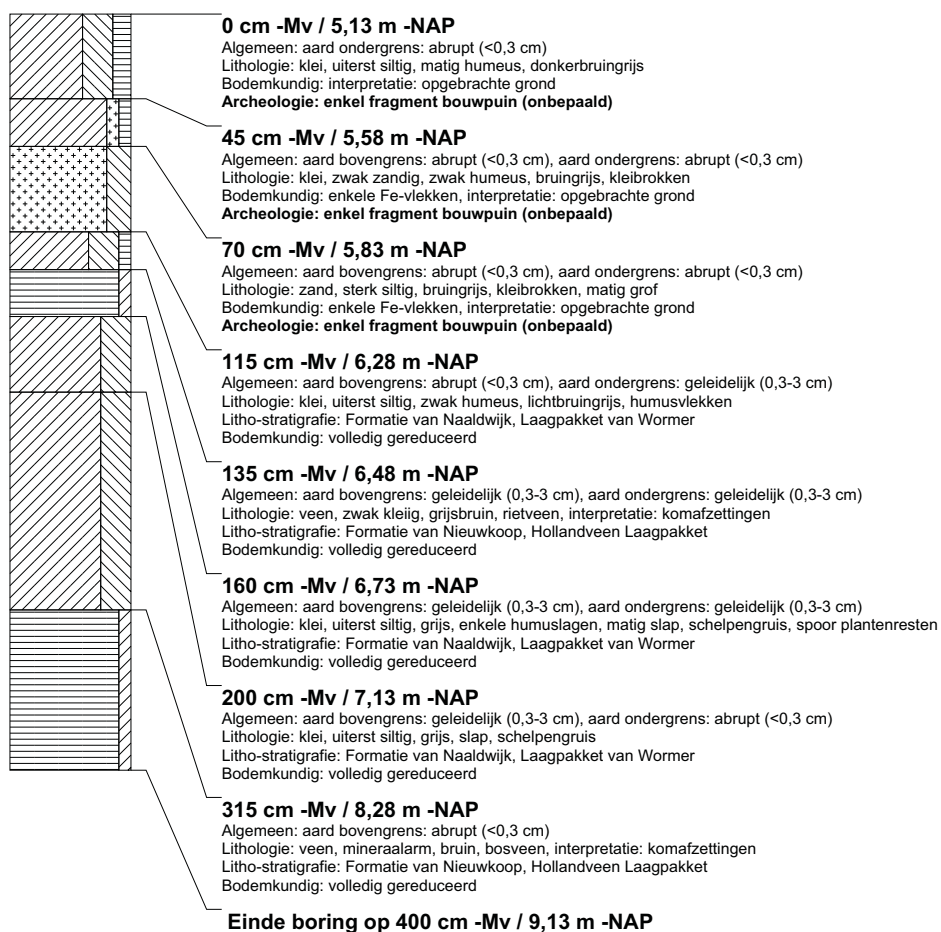 0 cm -Mv / 5,13 m -NAP
Algemeen: aard ondergrens: abrupt (<0,3 cm)
Lithologie: klei, uiterst siltig, matig humeus, donkerbruingrijs
Bodemkundig: interpretatie: opgebrachte grond
Archeologie: enkel fragment bouwpuin (onbepaald)
45 cm -Mv / 5,58 m -NAP
Algemeen: aard bovengrens: abrupt (<0,3 cm), aard ondergrens: abrupt (<0,3 cm)
Lithologie: klei, zwak zandig, zwak humeus, bruingrijs, kleibrokken
Bodemkundig: enkele Fe-vlekken, interpretatie: opgebrachte grond
Archeologie: enkel fragment bouwpuin (onbepaald)
70 cm -Mv / 5,83 m -NAP
Algemeen: aard bovengrens: abrupt (<0,3 cm), aard ondergrens: abrupt (<0,3 cm)
Lithologie: zand, sterk siltig, bruingrijs, kleibrokken, matig grof
Bodemkundig: enkele Fe-vlekken, interpretatie: opgebrachte grond
Archeologie: enkel fragment bouwpuin (onbepaald)
115 cm -Mv / 6,28 m -NAP
Algemeen: aard bovengrens: abrupt (<0,3 cm), aard ondergrens: geleidelijk (0,3-3 cm)
Lithologie: klei, uiterst siltig, zwak humeus, lichtbruingrijs, humusvlekken
Litho-stratigrafie: Formatie van Naaldwijk, Laagpakket van Wormer
Bodemkundig: volledig gereduceerd
135 cm -Mv / 6,48 m -NAP
Algemeen: aard bovengrens: geleidelijk (0,3-3 cm), aard ondergrens: geleidelijk (0,3-3 cm)
Lithologie: veen, zwak kleiig, grijsbruin, rietveen, interpretatie: komafzettingen
Litho-stratigrafie: Formatie van Nieuwkoop, Hollandveen Laagpakket
Bodemkundig: volledig gereduceerd
160 cm -Mv / 6,73 m -NAP
Algemeen: aard bovengrens: geleidelijk (0,3-3 cm), aard ondergrens: geleidelijk (0,3-3 cm)
Lithologie: klei, uiterst siltig, grijs, enkele humuslagen, matig slap, schelpengruis, spoor plantenresten
Litho-stratigrafie: Formatie van Naaldwijk, Laagpakket van Wormer
Bodemkundig: volledig gereduceerd
200 cm -Mv / 7,13 m -NAP
Algemeen: aard bovengrens: geleidelijk (0,3-3 cm), aard ondergrens: abrupt (<0,3 cm)
Lithologie: klei, uiterst siltig, grijs, slap, schelpengruis
Litho-stratigrafie: Formatie van Naaldwijk, Laagpakket van Wormer
Bodemkundig: volledig gereduceerd
315 cm -Mv / 8,28 m -NAP
Algemeen: aard bovengrens: abrupt (<0,3 cm)
Lithologie: veen, mineraalarm, bruin, bosveen, interpretatie: komafzettingen
Litho-stratigrafie: Formatie van Nieuwkoop, Hollandveen Laagpakket
Bodemkundig: volledig gereduceerd
Einde boring op 400 cm -Mv / 9,13 m -NAP